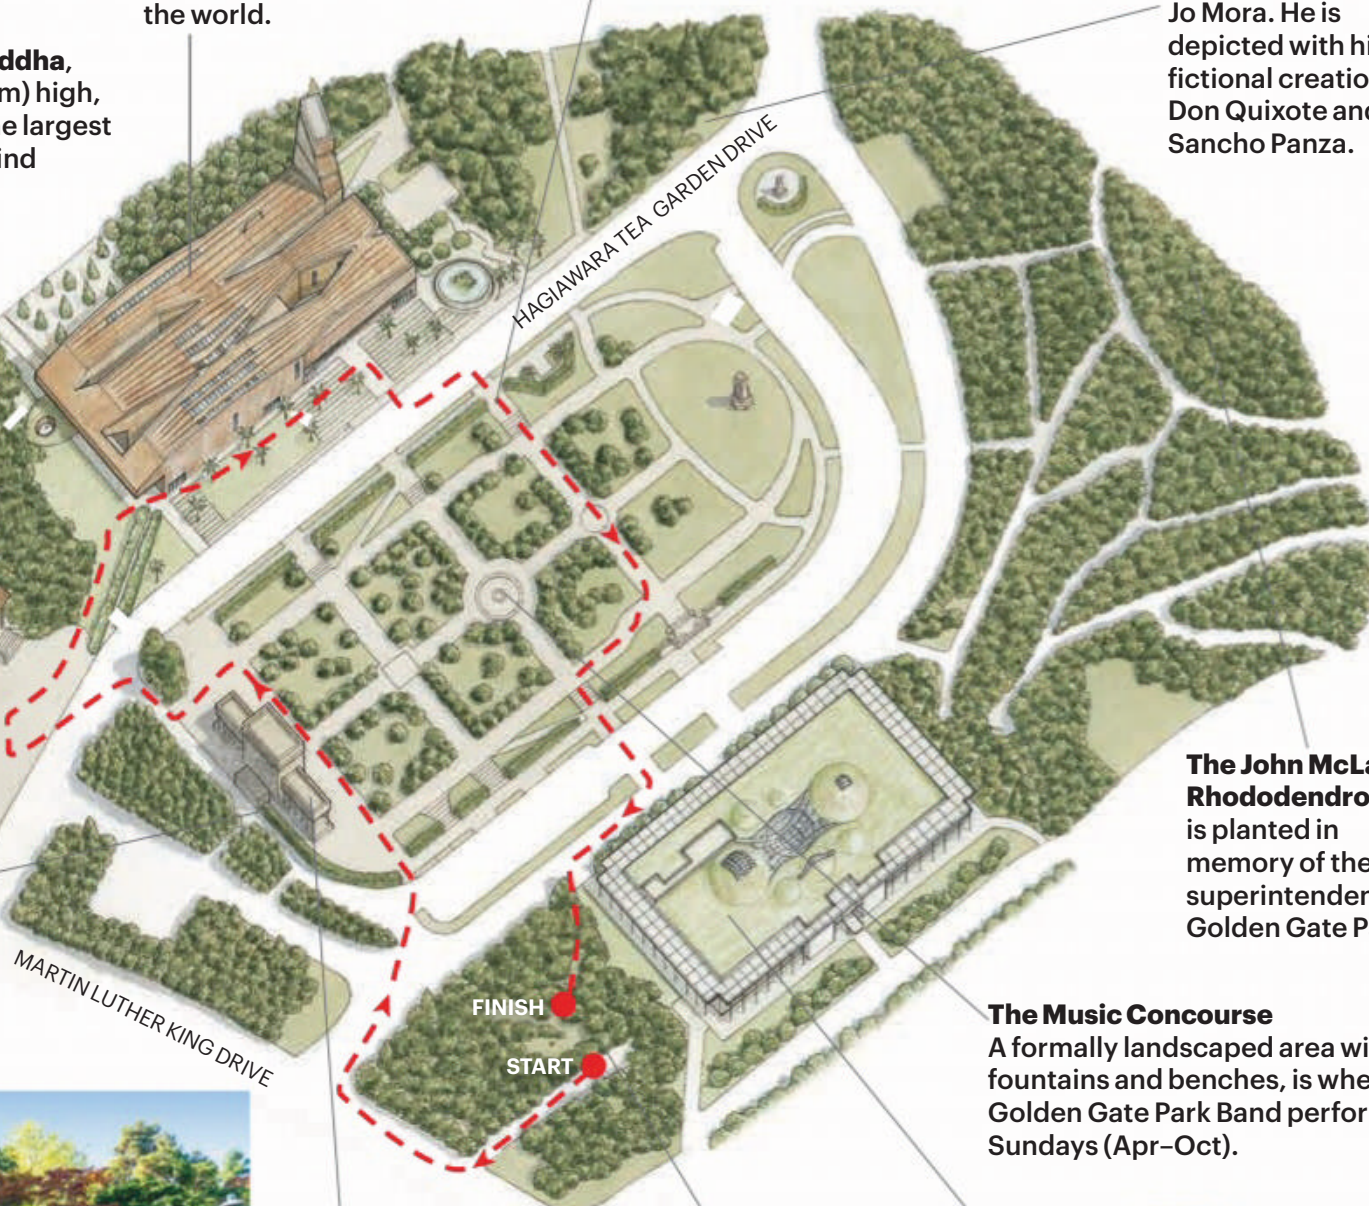 the world.
ddha,
m) high,
e largest
ind
Jo Mora. He is
depicted with hi
fictional creatio
Don Quixote and
Sancho Panza.
HAGIAWARA TEA GARDEN DRIVE
The John McLa
Rhododendro
is planted in
memory of the
superintenden
Golden Gate P
MARTIN LUTHER KING DRIVE
FINISH
START
The Music Concourse
A formally landscaped area wi
fountains and benches, is whe
Golden Gate Park Band perfor
Sundays (Apr–Oct).